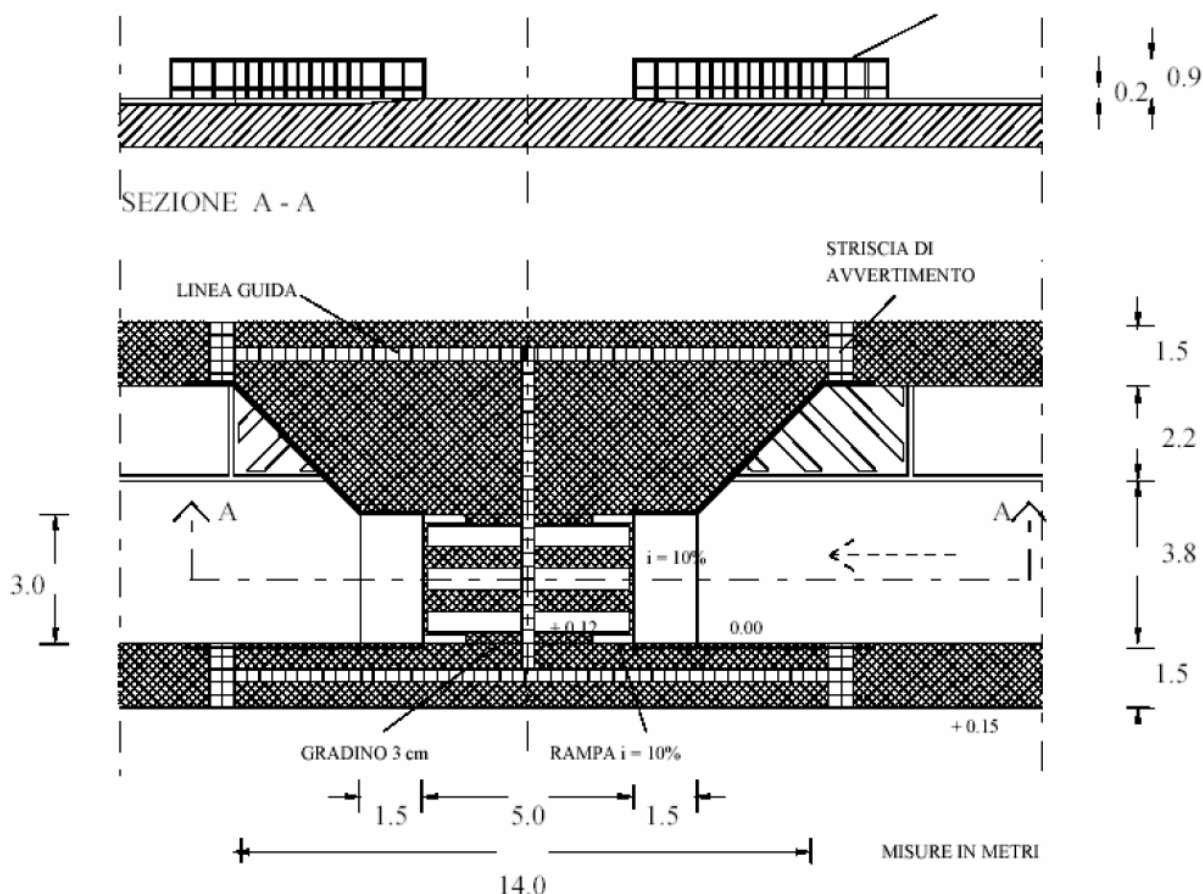 0.2
0.9
SEZIONE A - A
STRISCIA DI
AVVERTIMENTO
LINEA GUIDA
1.5
2.2
A
A
i = 10%
3.8
3.0
+ 0.12
0.00
1.5
+ 0.15
GRADINO 3 cm
RAMPA i = 10%
1.5
5.0
1.5
MISURE IN METRI
14.0